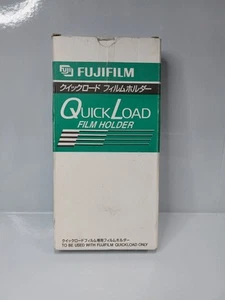 FUJI FUJIFILM
クイックロード フィルムホルダー
QUICKLOAD
FILM HOLDER
クイックロードフィルム専用フィルムホルダー
TO BE USED WITH FUJIFILM QUICKLOAD ONLY